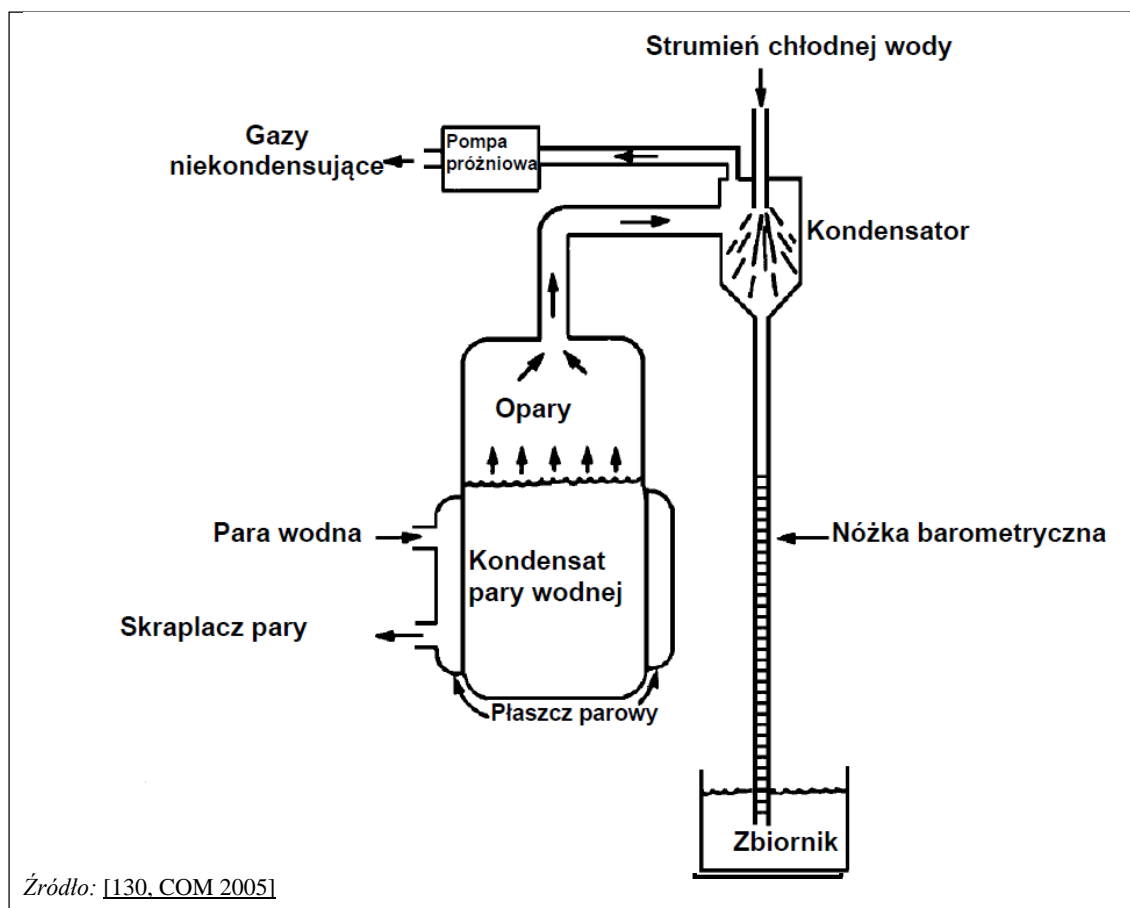 Strumień chłodnej wody
Gazy
niekondensujące
Pompa
próżniowa
Kondensator
Opary
Para wodna
Nóżka barometryczna
Kondensat
pary wodnej
Skraplacz pary
Płaszcz parowy
Zbiornik
Źródło: [130, COM 2005]